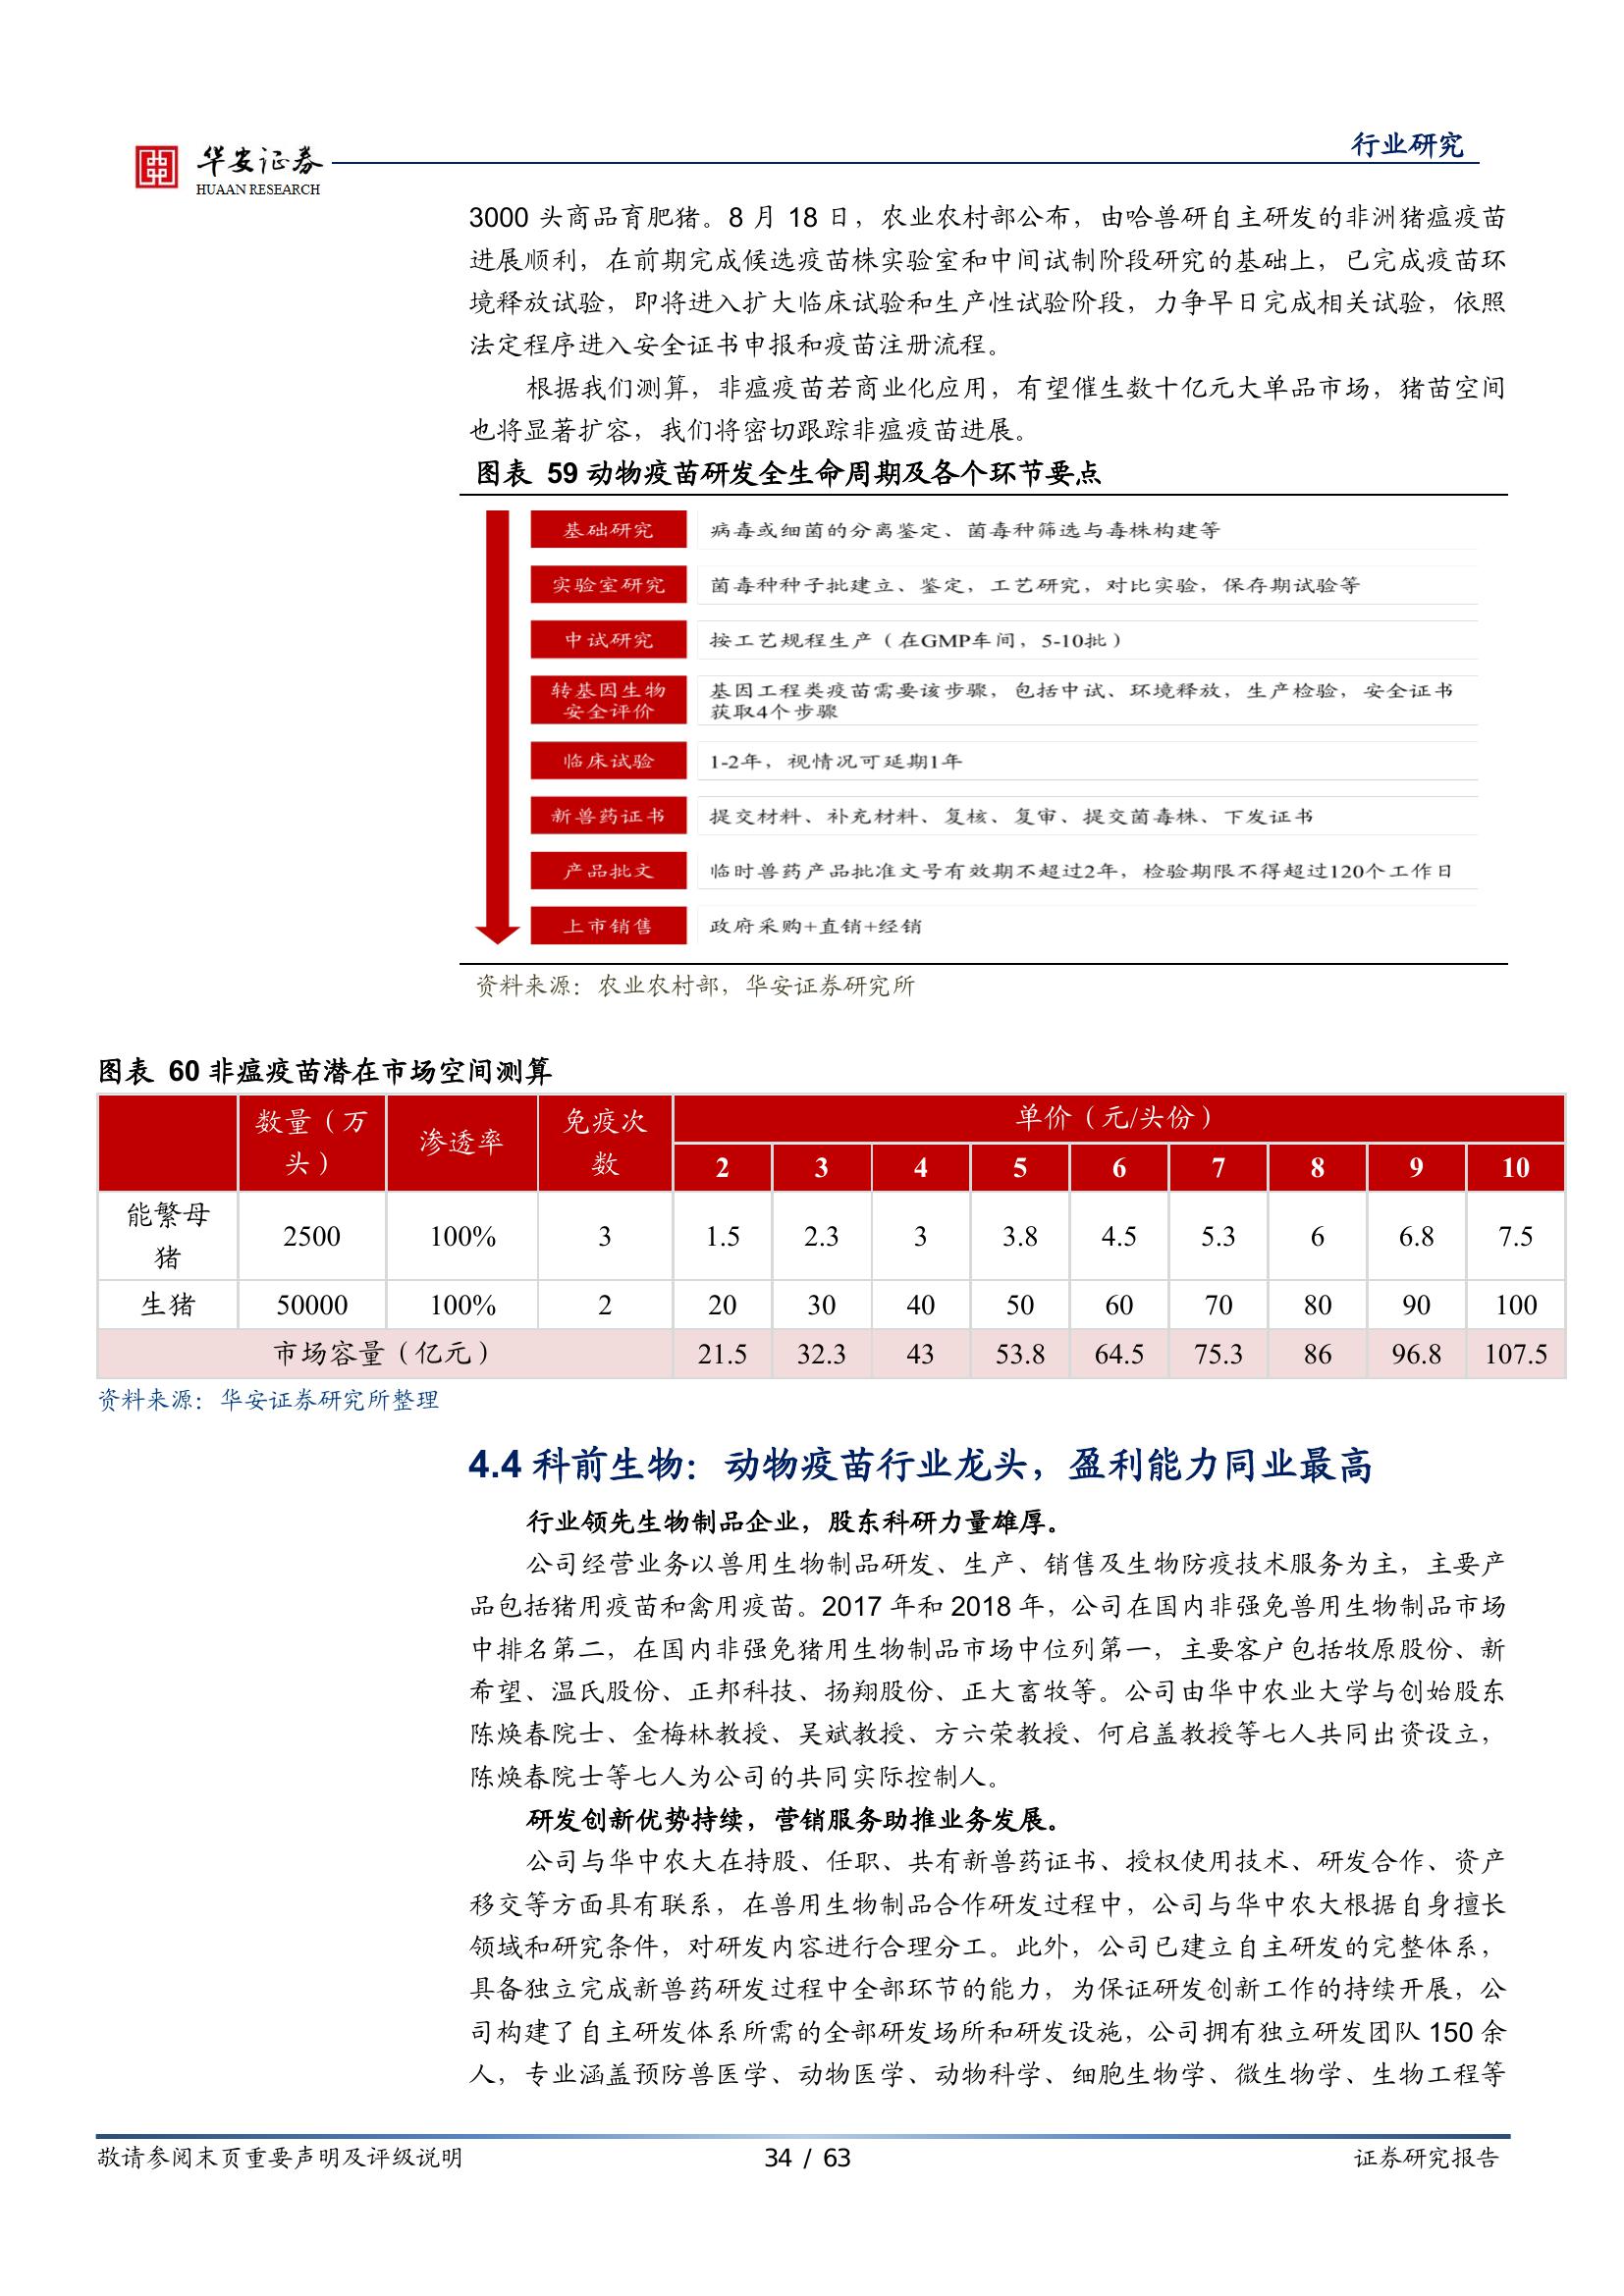 华安证券
HUAAN RESEARCH
行业研究
3000 头商品育肥猪。8 月 18 日，农业农村部公布，由哈兽研自主研发的非洲猪瘟疫苗
进展顺利，在前期完成候选疫苗株实验室和中间试制阶段研究的基础上，已完成疫苗环
境释放试验，即将进入扩大临床试验和生产性试验阶段，力争早日完成相关试验，依照
法定程序进入安全证书申报和疫苗注册流程。
根据我们测算，非瘟疫苗若商业化应用，有望催生数十亿元大单品市场，猪苗空间
也将显著扩容，我们将密切跟踪非瘟疫苗进展。
图表 59 动物疫苗研发全生命周期及各个环节要点
基础研究 病毒或细菌的分离鉴定、菌毒种筛选与毒株构建等
实验室研究 菌毒种种子批建立、鉴定，工艺研究，对比实验，保存期试验等
中试研究 按工艺规程生产（在GMP车间，5-10批）
转基因生物
安全评价
基因工程类疫苗需要该步骤，包括中试、环境释放，生产检验，安全证书
获取4个步骤
临床试验 1-2年，视情况可延期1年
新兽药证书 提交材料、补充材料、复核、复审、提交菌毒株、下发证书
产品批文 临时兽药产品批准文号有效期不超过2年，检验期限不得超过120个工作日
上市销售 政府采购+直销+经销
资料来源：农业农村部，华安证券研究所
图表 60 非瘟疫苗潜在市场空间测算
数量（万
头）
渗透率
免疫次
数
单价（元/头份）
2 3 4 5 6 7 8 9 10
能繁母
猪
2500 100% 3 1.5 2.3 3 3.8 4.5 5.3 6 6.8 7.5
生猪 50000 100% 2 20 30 40 50 60 70 80 90 100
市场容量（亿元） 21.5 32.3 43 53.8 64.5 75.3 86 96.8 107.5
资料来源：华安证券研究所整理
4.4 科前生物：动物疫苗行业龙头，盈利能力同业最高
行业领先生物制品企业，股东科研力量雄厚。
公司经营业务以兽用生物制品研发、生产、销售及生物防疫技术服务为主，主要产
品包括猪用疫苗和禽用疫苗。2017 年和 2018 年，公司在国内非强免兽用生物制品市场
中排名第二，在国内非强免猪用生物制品市场中位列第一，主要客户包括牧原股份、新
希望、温氏股份、正邦科技、扬翔股份、正大畜牧等。公司由华中农业大学与创始股东
陈焕春院士、金梅林教授、吴斌教授、方六荣教授、何启盖教授等七人共同出资设立，
陈焕春院士等七人为公司的共同实际控制人。
研发创新优势持续，营销服务助推业务发展。
公司与华中农大在持股、任职、共有新兽药证书、授权使用技术、研发合作、资产
移交等方面具有联系，在兽用生物制品合作研发过程中，公司与华中农大根据自身擅长
领域和研究条件，对研发内容进行合理分工。此外，公司已建立自主研发的完整体系，
具备独立完成新兽药研发过程中全部环节的能力，为保证研发创新工作的持续开展，公
司构建了自主研发体系所需的全部研发场所和研发设施，公司拥有独立研发团队 150 余
人，专业涵盖预防兽医学、动物医学、动物科学、细胞生物学、微生物学、生物工程等
敬请参阅末页重要声明及评级说明
34 / 63
证券研究报告